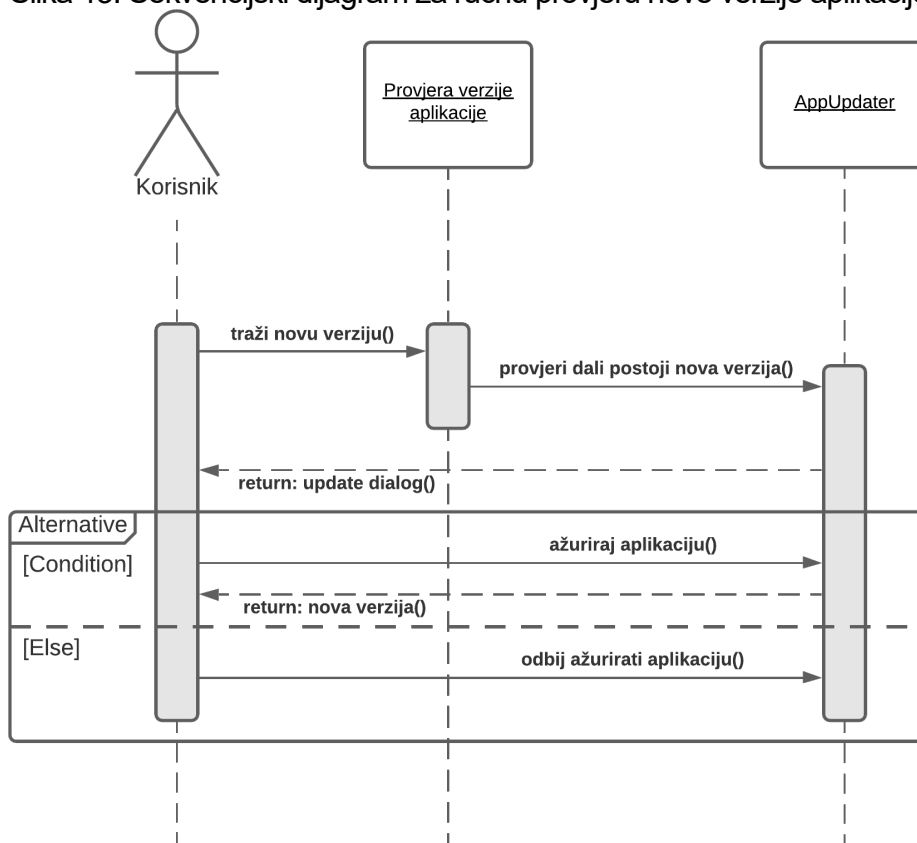 Slika Sekvencijski dijagram za ručnu provjeru nove verzije aplikacije
Korisnik
Provjera verzije
aplikacije
AppUpdater
traži novu verziju()
provjeri dali postoji nova verzija()
return: update dialog()
Alternative
[Condition]
ažuriraj aplikaciju()
return: nova verzija()
[Else]
odbij ažurirati aplikaciju()